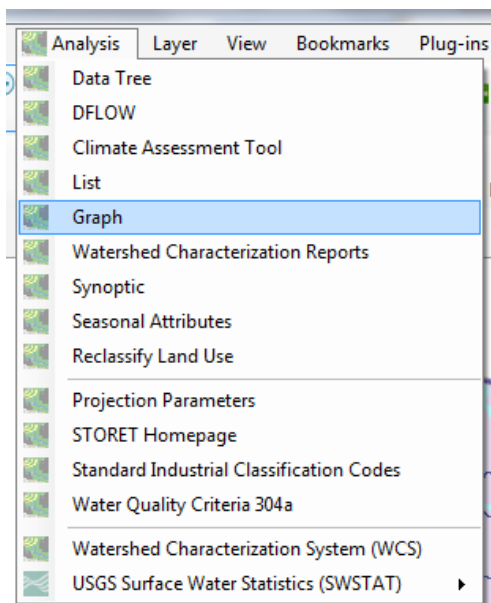 Analysis Layer View Bookmarks Plug-ins
Data Tree
DFLOW
Climate Assessment Tool
List
Graph
Watershed Characterization Reports
Synoptic
Seasonal Attributes
Reclassify Land Use
Projection Parameters
STORET Homepage
Standard Industrial Classification Codes
Water Quality Criteria 304a
Watershed Characterization System (WCS)
USGS Surface Water Statistics (SWSTAT)